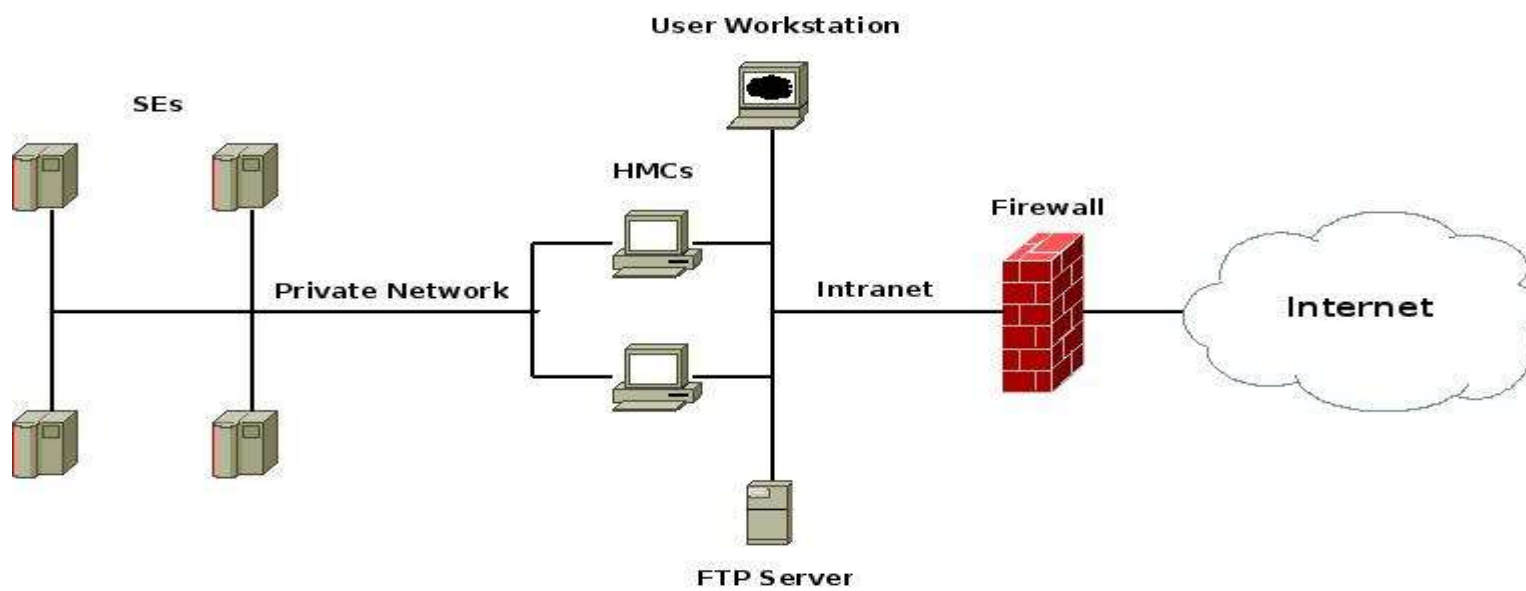 User Workstation
SEs
HMCs
Firewall
Private Network
Intranet
Internet
FTP Server